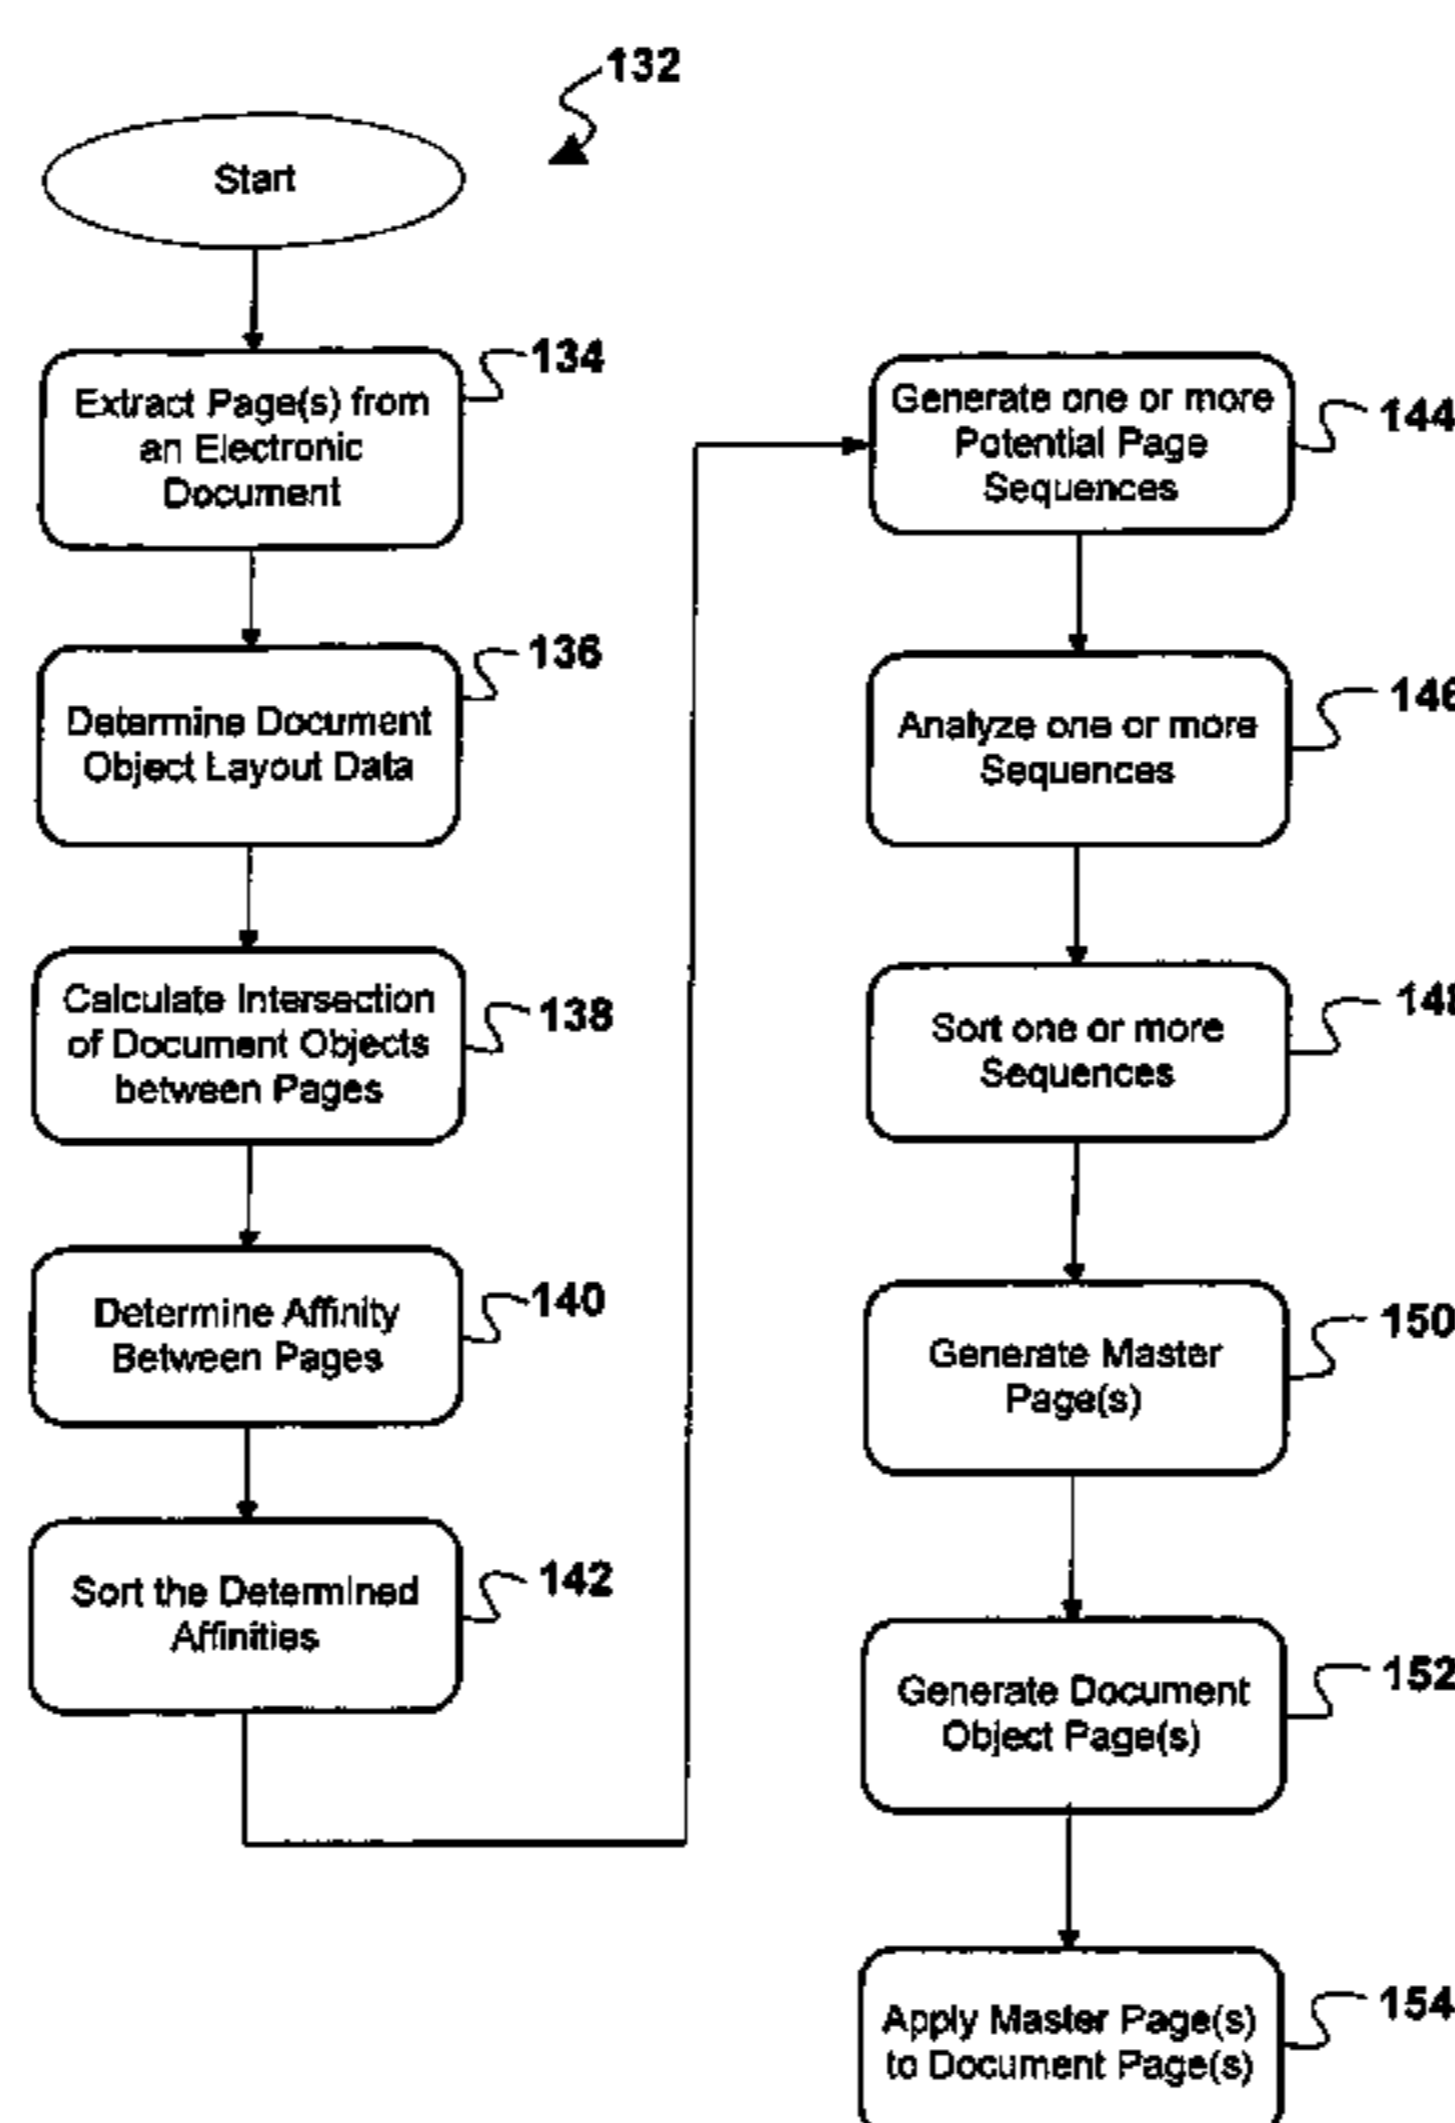 132
Start
134
Extract Page(s) from
an Electronic
Document
136
Determine Document
Object Layout Data
138
Calculate Intersection
of Document Objects
between Pages
140
Determine Affinity
Between Pages
142
Sort the Determined
Affinities
144
Generate one or more
Potential Page
Sequences
146
Analyze one or more
Sequences
148
Sort one or more
Sequences
150
Generate Master
Page(s)
152
Generate Document
Object Page(s)
154
Apply Master Page(s)
to Document Page(s)